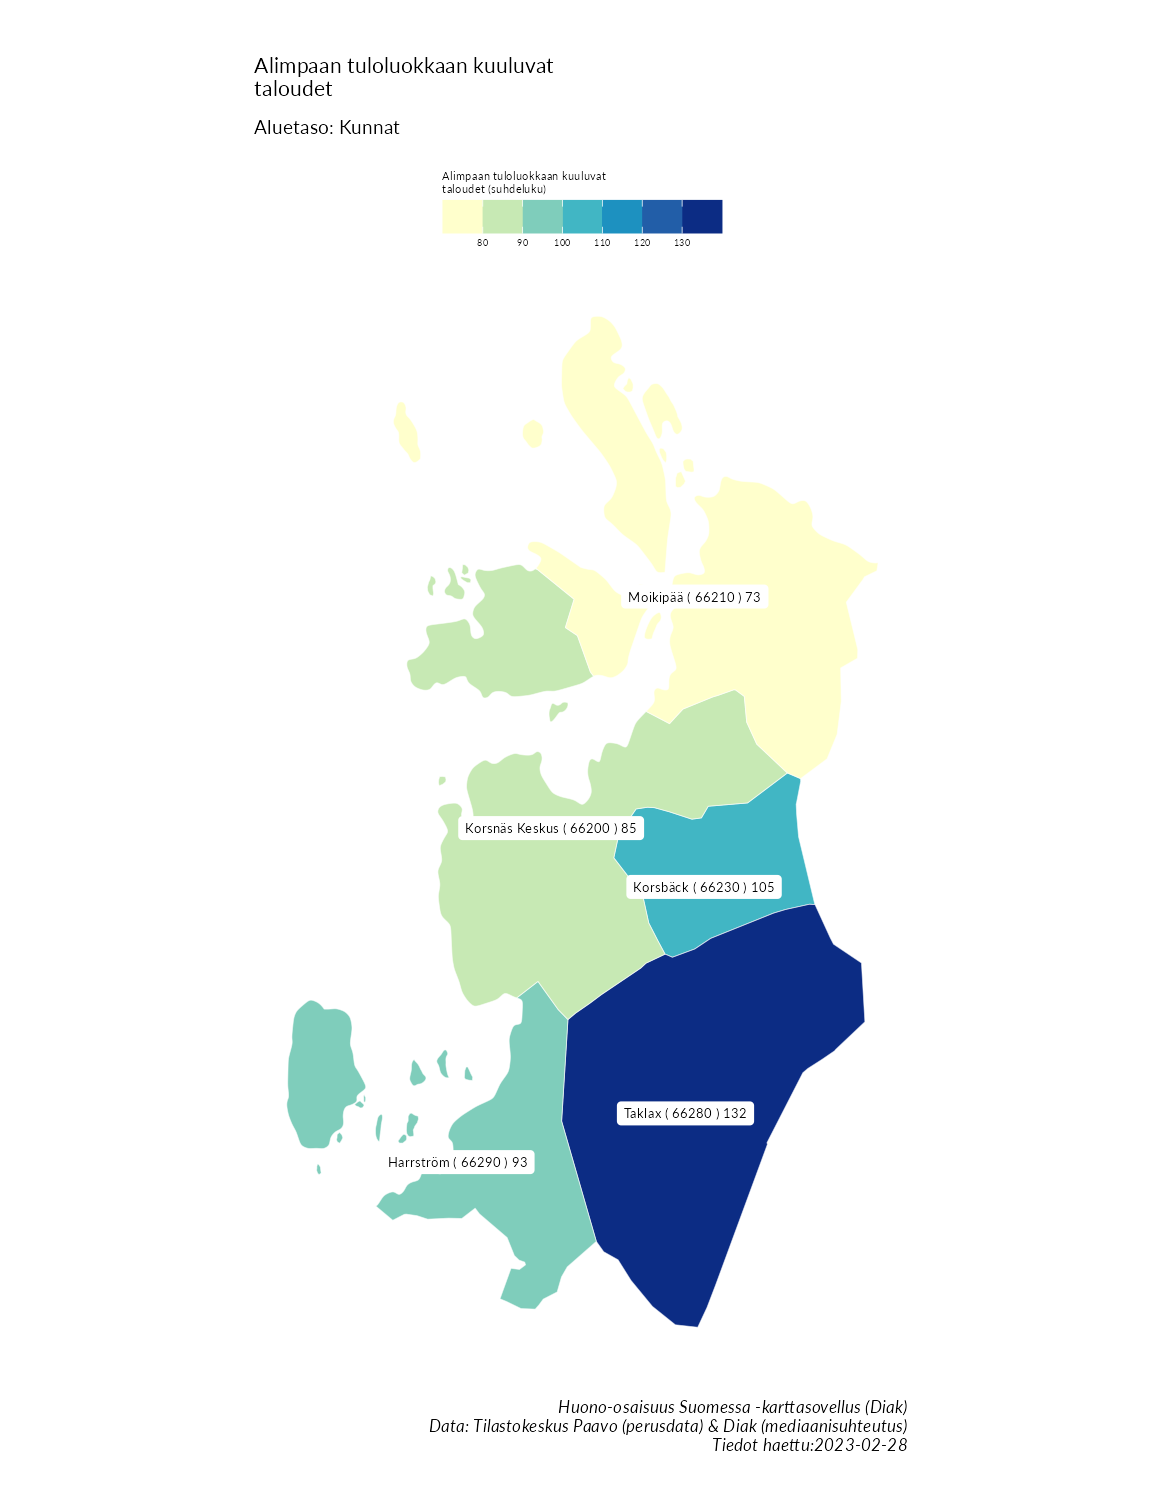 Alimpaan tuloluokkaan kuuluvat
taloudet
Aluetaso: Kunnat
Alimpaan tuloluokkaan kuuluvat
taloudet (suhdeluku)
80 90 100 110 120 130
Moikipää ( 66210 ) 73
Korsnäs Keskus ( 66200 ) 85
Korsbäck ( 66230 ) 105
Taklax ( 66280 ) 132
Harrström ( 66290 ) 93
Huono-osaisuus Suomessa -karttasovellus (Diak)
Data: Tilastokeskus Paavo (perusdata) & Diak (mediaanisuhteutus)
Tiedot haettu:2023-02-28